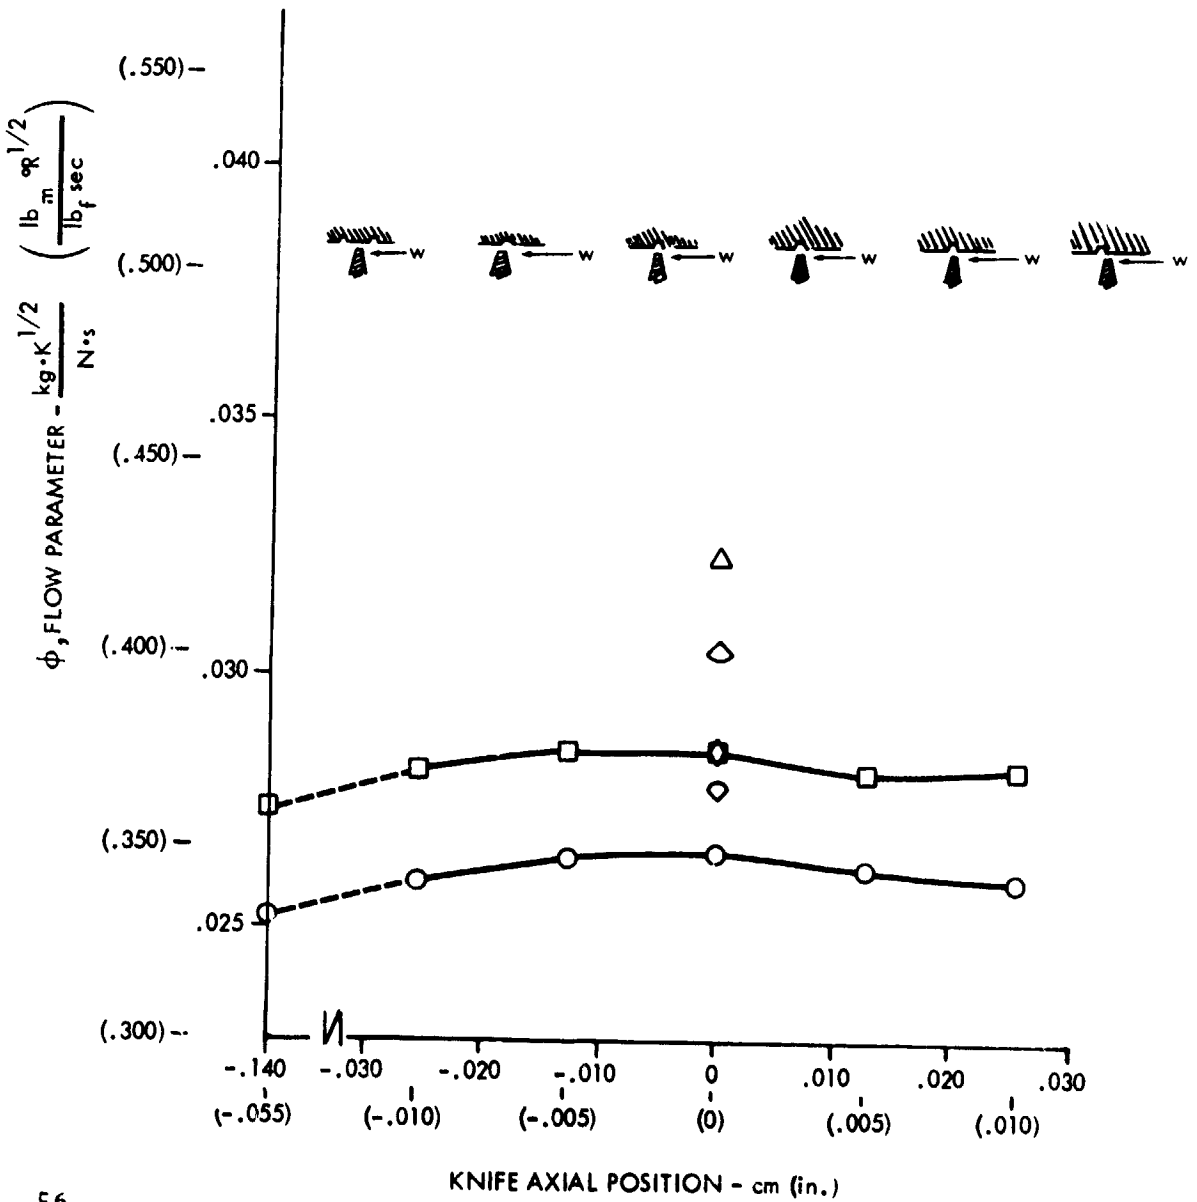 (.550)
.040
(.500)
W W W W W W
.035
(.450)
(.400)
.030
(.350)
.025
(.300)
ϕ, FLOW PARAMETER - kg·K^1/2 / N·s ( lb_m °R^1/2 / lb_f sec )
-.140 -.030 -.020 -.010 0 .010 .020 .030
(-.055) (-.010) (-.005) (0) (.005) (.010)
KNIFE AXIAL POSITION - cm (in.)